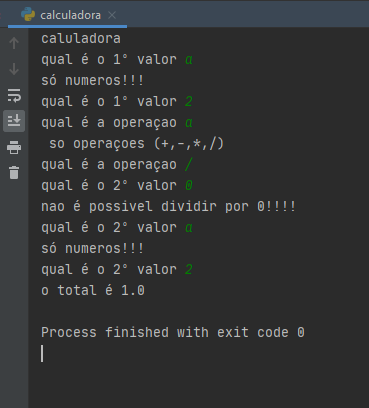 calculadora
caluladora
qual é o 1° valor a
só numeros!!!
qual é o 1° valor 2
qual é a operaçao a
so operaçoes (+,-,*,/)
qual é a operaçao /
qual é o 2° valor 0
nao é possivel dividir por 0!!!!
qual é o 2° valor a
só numeros!!!
qual é o 2° valor 2
o total é 1.0
Process finished with exit code 0